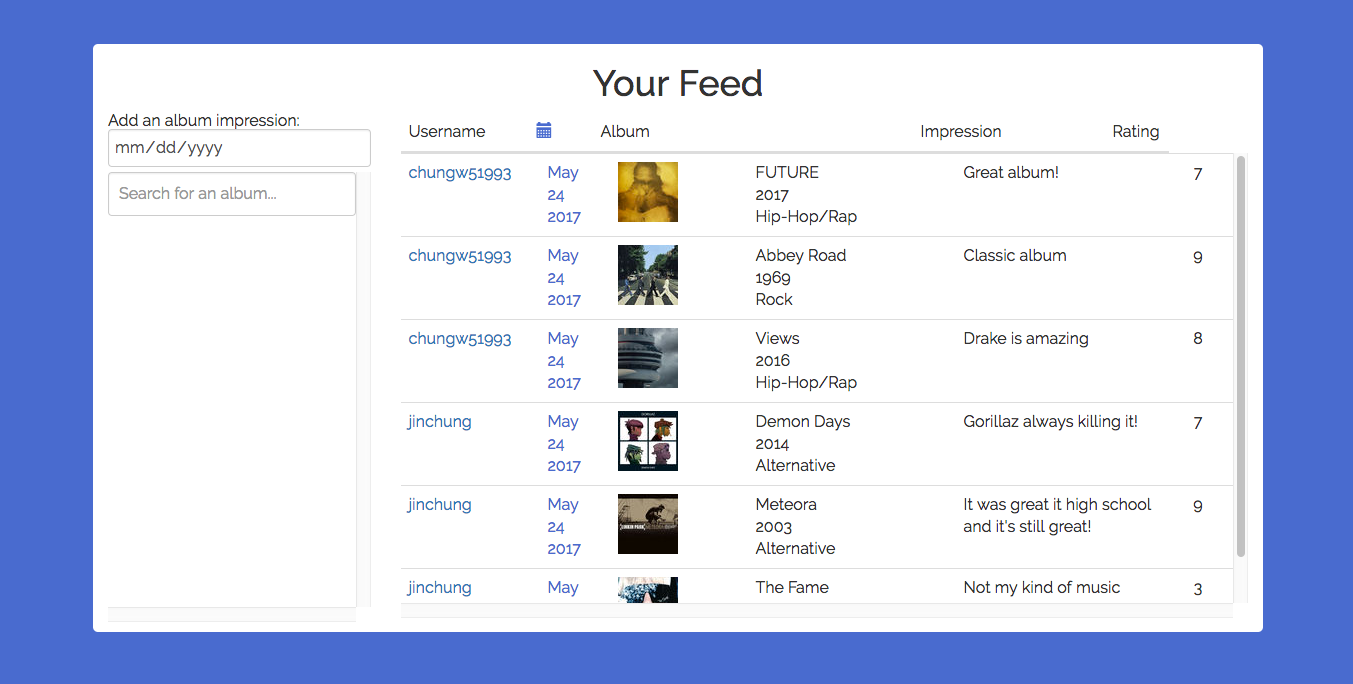 Your Feed
Add an album impression:
mm/dd/yyyy
Search for an album...
Username Album Impression Rating
chungw51993 May FUTURE Great album! 7
24 2017
2017 Hip-Hop/Rap
chungw51993 May Abbey Road Classic album 9
24 1969
2017 Rock
chungw51993 May Views Drake is amazing 8
24 2016
2017 Hip-Hop/Rap
jinchung May Demon Days Gorillaz always killing it! 7
24 2014
2017 Alternative
jinchung May Meteora It was great it high school 9
24 2003 and it's still great!
LINKIN PARK
2017 Alternative
jinchung May The Fame Not my kind of music 3